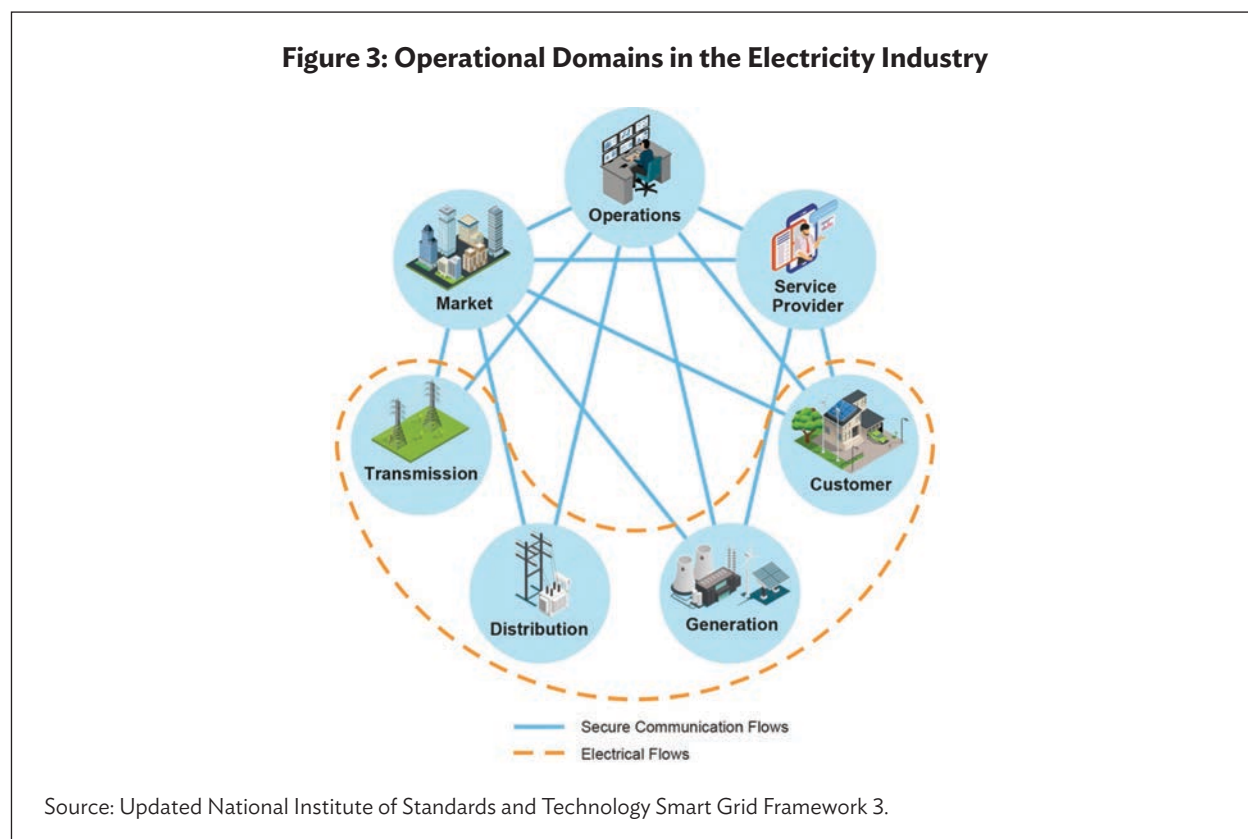 Figure 3: Operational Domains in the Electricity Industry
Operations
Market
Service
Provider
Transmission
Customer
Distribution
Generation
Secure Communication Flows
Electrical Flows
Source: Updated National Institute of Standards and Technology Smart Grid Framework 3.